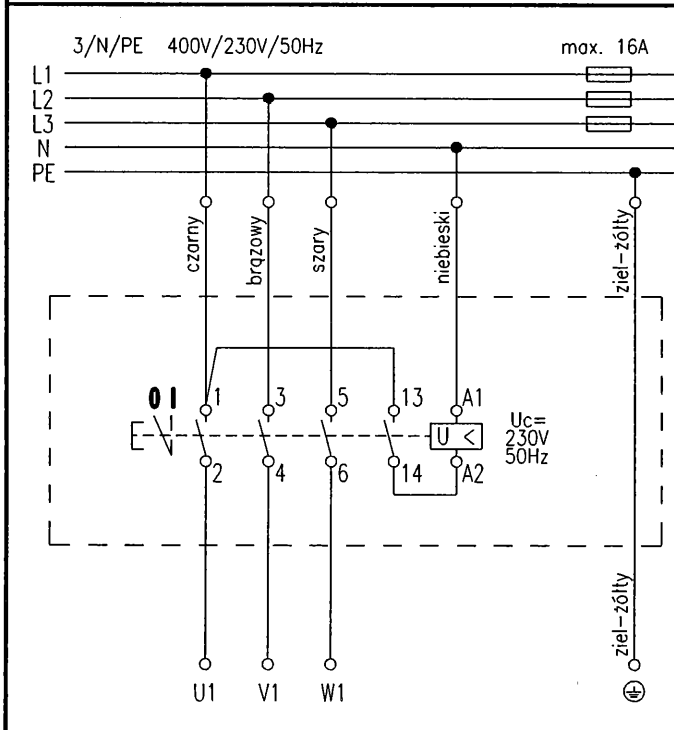 3/N/PE 400V/230V/50Hz max. 16A
L1
L2
L3
N
PE
czarny brązowy szary niebieski ziel-żółty
0 I 1 3 5 13 A1
U < Uc=
230V
50Hz
2 4 6 14 A2
ziel-żółty
U1 V1 W1